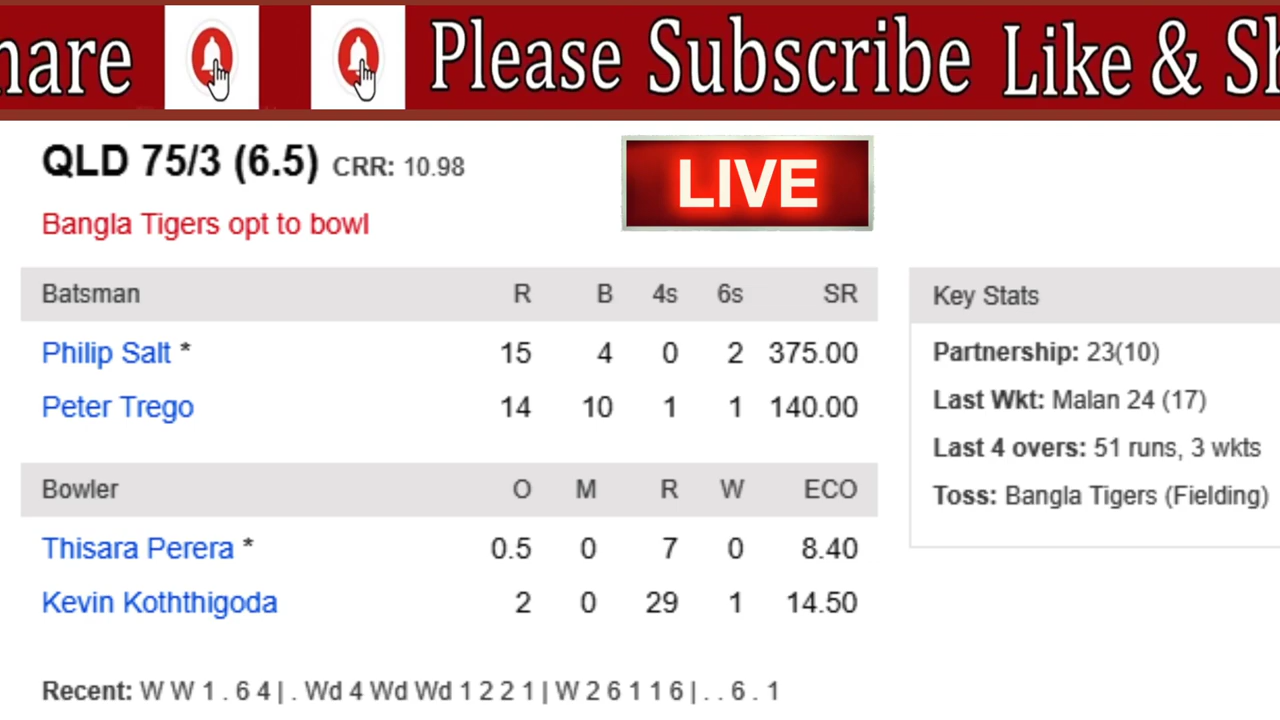 hare Please Subscribe Like & Sh
QLD 75/3 (6.5) CRR: 10.98
LIVE
Bangla Tigers opt to bowl
Batsman R B 4s 6s SR
Philip Salt * 15 4 0 2 375.00
Peter Trego 14 10 1 1 140.00
Bowler O M R W ECO
Thisara Perera * 0.5 0 7 0 8.40
Kevin Koththigoda 2 0 29 1 14.50
Key Stats
Partnership: 23(10)
Last Wkt: Malan 24 (17)
Last 4 overs: 51 runs, 3 wkts
Toss: Bangla Tigers (Fielding)
Recent: W W 1 . 6 4 | . Wd 4 Wd Wd 1 2 2 1 | W 2 6 1 1 6 | . . 6 . 1